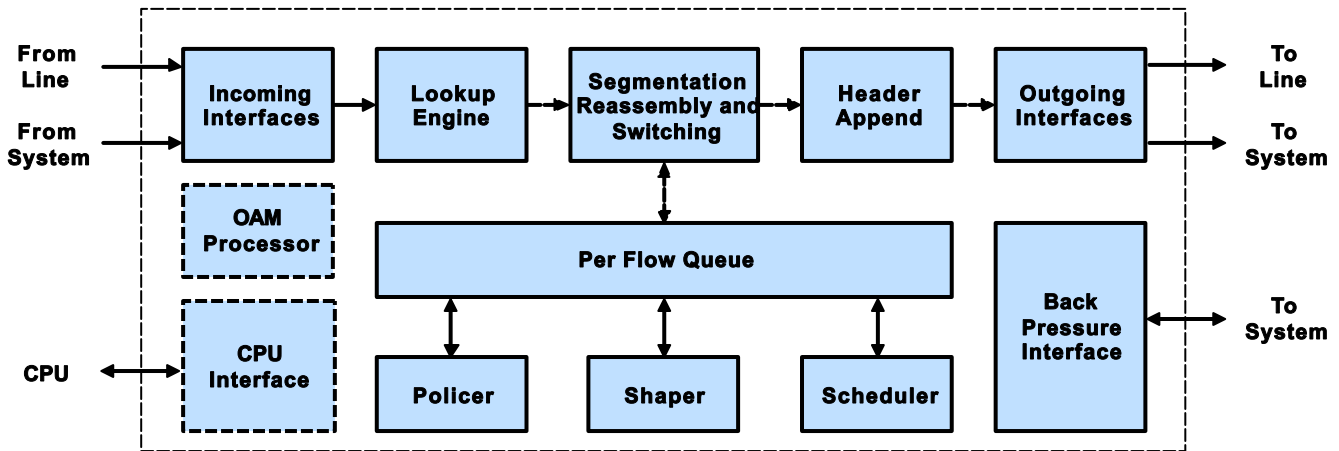 From
Line
From
System
CPU
Incoming
Interfaces
Lookup
Engine
Segmentation
Reassembly and
Switching
Header
Append
Outgoing
Interfaces
To
Line
To
System
OAM
Processor
Per Flow Queue
CPU
Interface
Policer
Shaper
Scheduler
Back
Pressure
Interface
To
System